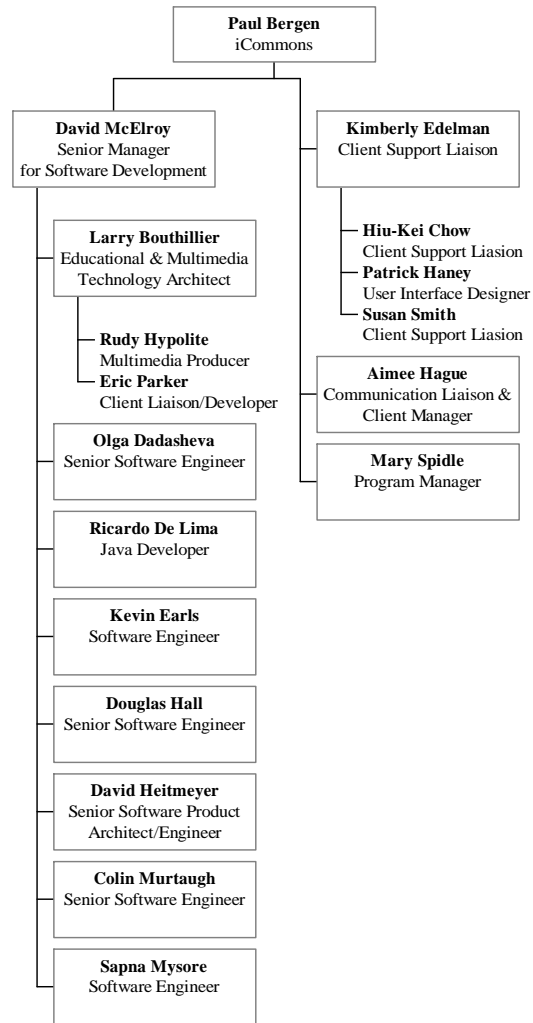 Paul Bergen
iCommons
David McElroy
Senior Manager
for Software Development
Larry Bouthillier
Educational & Multimedia
Technology Architect
Rudy Hypolite
Multimedia Producer
Eric Parker
Client Liaison/Developer
Olga Dadasheva
Senior Software Engineer
Ricardo De Lima
Java Developer
Kevin Earls
Software Engineer
Douglas Hall
Senior Software Engineer
David Heitmeyer
Senior Software Product
Architect/Engineer
Colin Murtaugh
Senior Software Engineer
Sapna Mysore
Software Engineer
Kimberly Edelman
Client Support Liaison
Hiu-Kei Chow
Client Support Liasion
Patrick Haney
User Interface Designer
Susan Smith
Client Support Liasion
Aimee Hague
Communication Liaison &
Client Manager
Mary Spidle
Program Manager